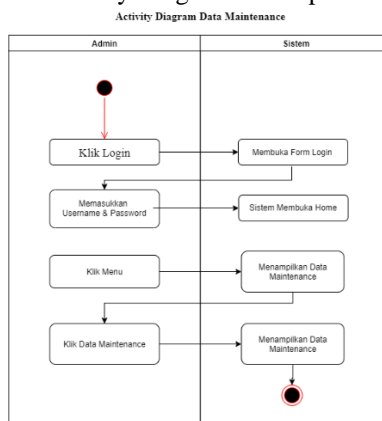 Activity Diagram Data Maintenance
Admin
Sistem
Klik Login
Membuka Form Login
Memasukkan
Username & Password
Sistem Membuka Home
Klik Menu
Menampilkan Data
Maintenance
Klik Data Maintenance
Menampilkan Data
Maintenance